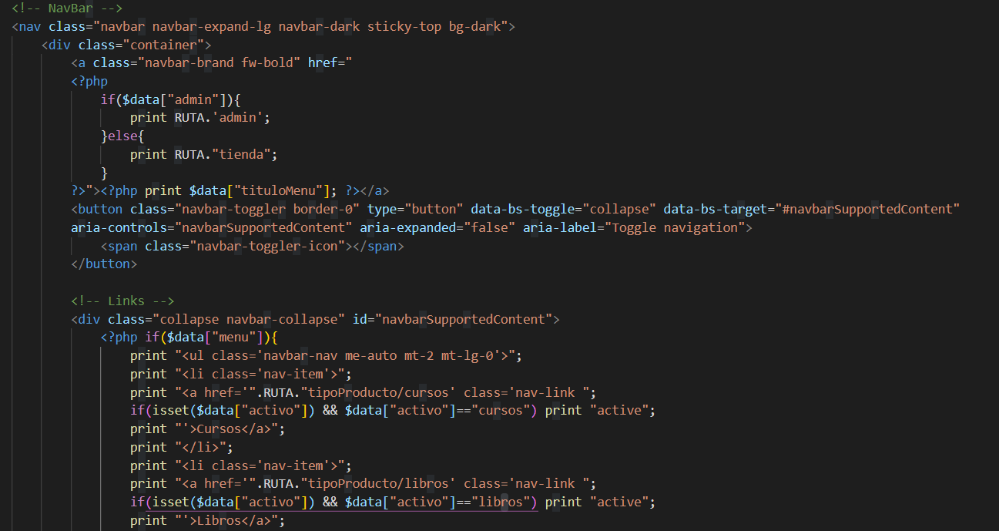 <!-- NavBar -->
<nav class="navbar navbar-expand-lg navbar-dark sticky-top bg-dark">
    <div class="container">
        <a class="navbar-brand fw-bold" href="
        <?php
            if($data["admin"]){
                print RUTA.'admin';
            }else{
                print RUTA."tienda";
            }
        ?>"><?php print $data["tituloMenu"]; ?></a>
        <button class="navbar-toggler border-0" type="button" data-bs-toggle="collapse" data-bs-target="#navbarSupportedContent"
        aria-controls="navbarSupportedContent" aria-expanded="false" aria-label="Toggle navigation">
            <span class="navbar-toggler-icon"></span>
        </button>

        <!-- Links -->
        <div class="collapse navbar-collapse" id="navbarSupportedContent">
            <?php if($data["menu"]){
                print "<ul class='navbar-nav me-auto mt-2 mt-lg-0'>";
                print "<li class='nav-item'>";
                print "<a href='".RUTA."tipoProducto/cursos' class='nav-link ";
                if(isset($data["activo"]) && $data["activo"]=="cursos") print "active";
                print "'>Cursos</a>";
                print "</li>";
                print "<li class='nav-item'>";
                print "<a href='".RUTA."tipoProducto/libros' class='nav-link ";
                if(isset($data["activo"]) && $data["activo"]=="libros") print "active";
                print "'>Libros</a>";